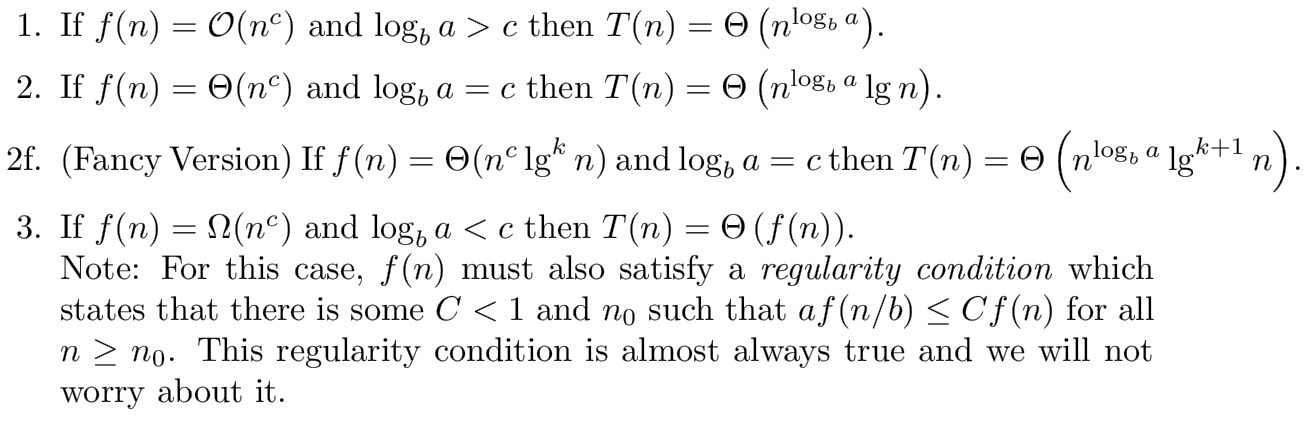 1. If f(n) = 𝒪(n^c) and log_b a > c then T(n) = Θ (n^{log_b a}).
2. If f(n) = Θ(n^c) and log_b a = c then T(n) = Θ (n^{log_b a} lg n).
2f. (Fancy Version) If f(n) = Θ(n^c lg^k n) and log_b a = c then T(n) = Θ (n^{log_b a} lg^{k+1} n).
3. If f(n) = Ω(n^c) and log_b a < c then T(n) = Θ (f(n)).
Note: For this case, f(n) must also satisfy a regularity condition which
states that there is some C < 1 and n_0 such that af(n/b) ≤ Cf(n) for all
n ≥ n_0. This regularity condition is almost always true and we will not
worry about it.